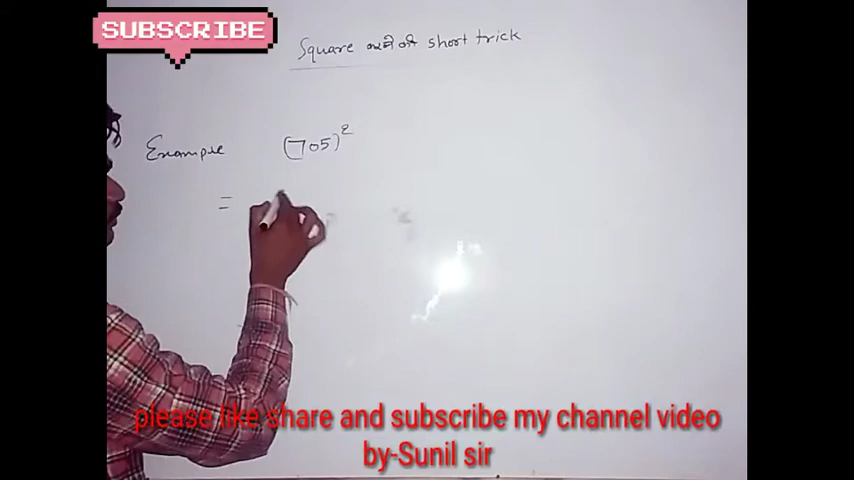 SUBSCRIBE
Square करने की short trick
Example (705)²
=
please like share and subscribe my channel video
by-Sunil sir